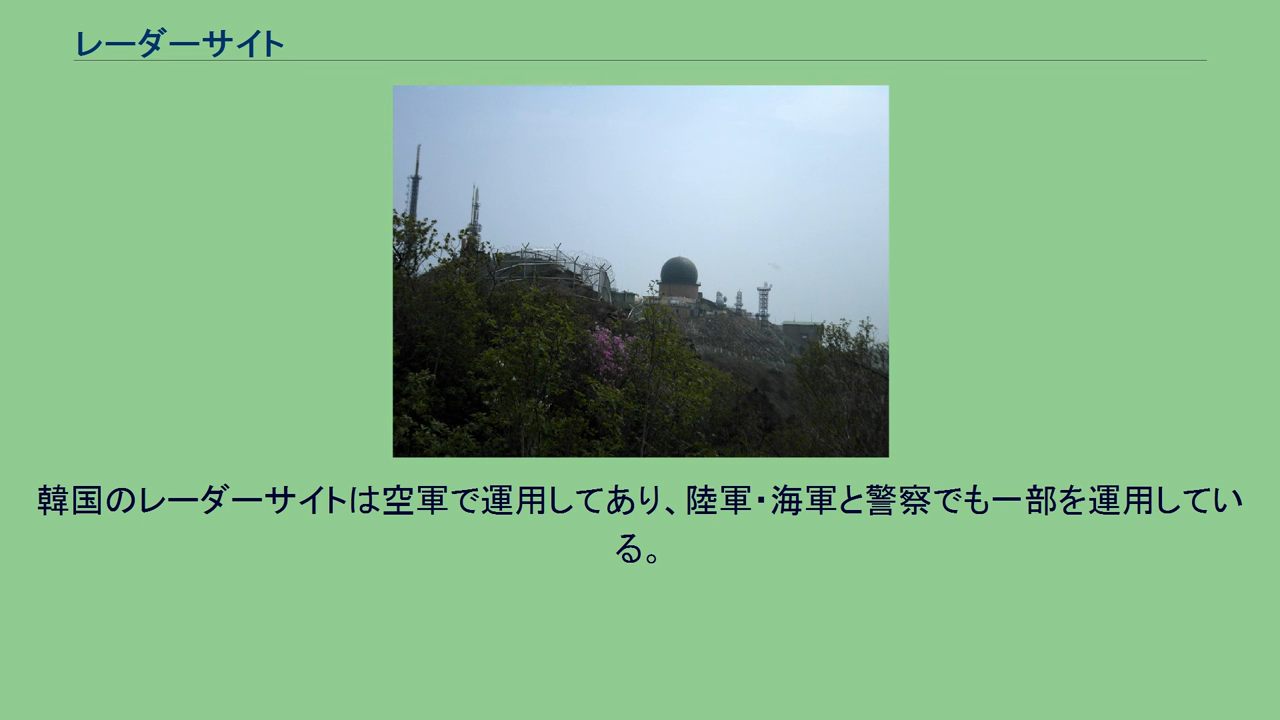 レーダーサイト
韓国のレーダーサイトは空軍で運用してあり、陸軍・海軍と警察でも一部を運用してい
る。